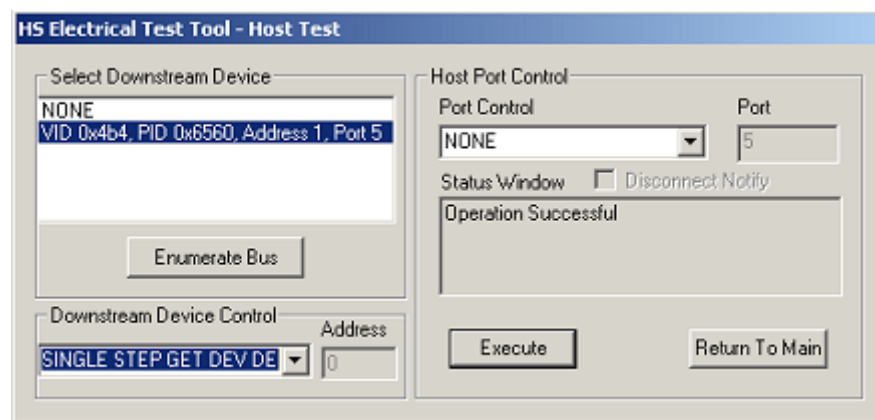 HS Electrical Test Tool - Host Test
Select Downstream Device
NONE
VID 0x4b4, PID 0x6560, Address 1, Port 5
Enumerate Bus
Downstream Device Control
Address
SINGLE STEP GET DEV DE
0
Host Port Control
Port Control
Port
NONE
5
Status Window
Disconnect Notify
Operation Successful
Execute
Return To Main